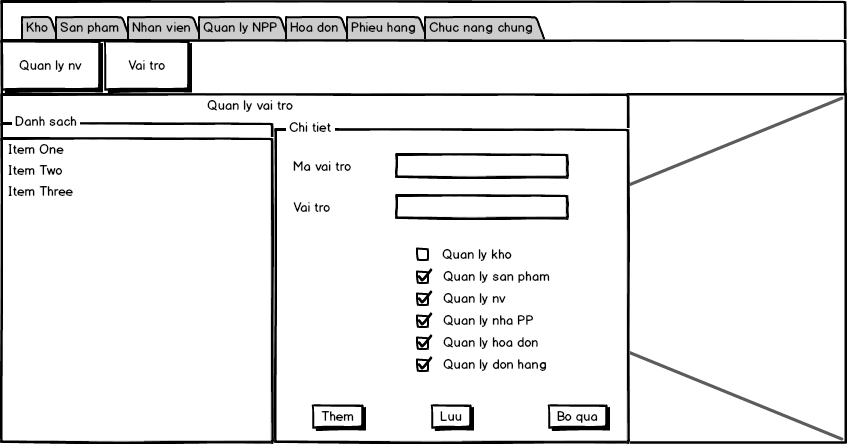 Kho San pham Nhan vien Quan ly NPP Hoa don Phieu hang Chuc nang chung
Quan ly nv Vai tro
Quan ly vai tro
Danh sach
Item One
Item Two
Item Three
Chi tiet
Ma vai tro
Vai tro
Quan ly kho
Quan ly san pham
Quan ly nv
Quan ly nha PP
Quan ly hoa don
Quan ly don hang
Them Luu Bo qua